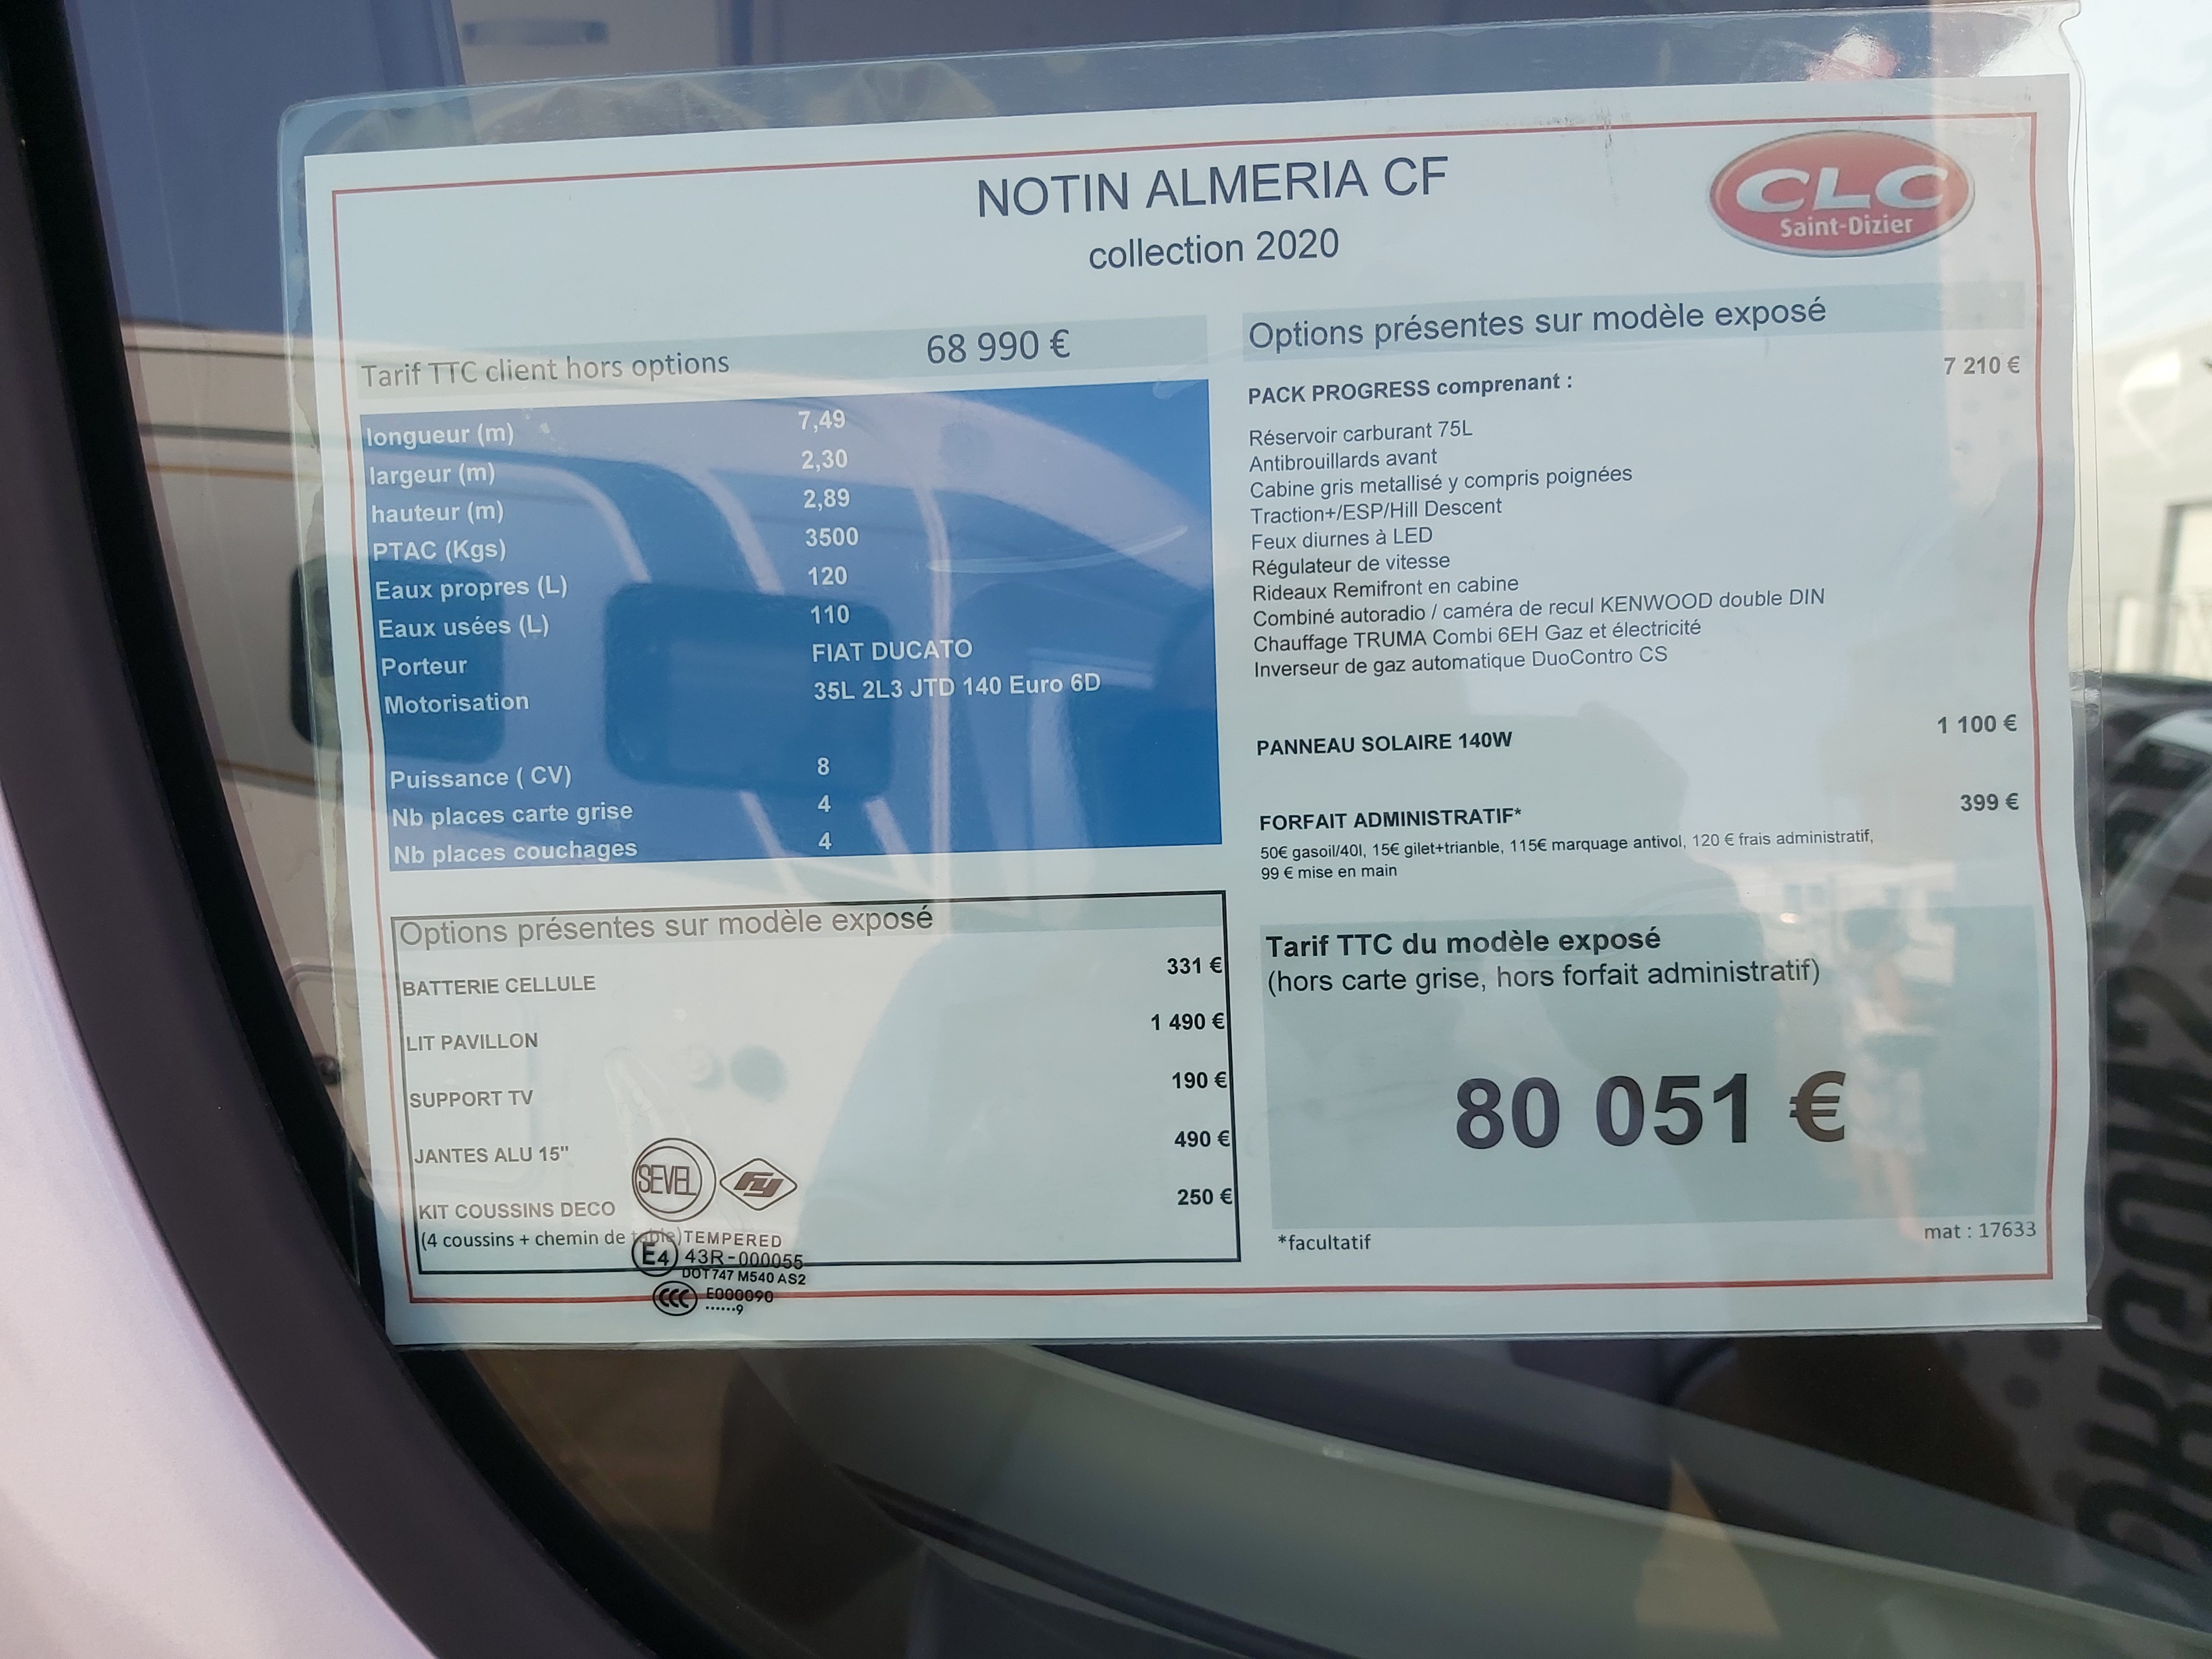 NOTIN ALMERIA CF
collection 2020
CLC
Saint-Dizier
Tarif TTC client hors options 68 990 €
longueur (m) 7,49
largeur (m) 2,30
hauteur (m) 2,89
PTAC (Kgs) 3500
Eaux propres (L) 120
Eaux usées (L) 110
Porteur FIAT DUCATO
Motorisation 35L 2L3 JTD 140 Euro 6D
Puissance ( CV) 8
Nb places carte grise 4
Nb places couchages 4
Options présentes sur modèle exposé
BATTERIE CELLULE 331 €
LIT PAVILLON 1 490 €
SUPPORT TV 190 €
JANTES ALU 15" 490 €
KIT COUSSINS DECO 250 €
(4 coussins + chemin de table)
SEVEL fy
TEMPERED
E4 43R-000055
DOT747 M540 AS2
CCC E000090
······9
Options présentes sur modèle exposé
PACK PROGRESS comprenant : 7 210 €
Réservoir carburant 75L
Antibrouillards avant
Cabine gris metallisé y compris poignées
Traction+/ESP/Hill Descent
Feux diurnes à LED
Régulateur de vitesse
Rideaux Remifront en cabine
Combiné autoradio / caméra de recul KENWOOD double DIN
Chauffage TRUMA Combi 6EH Gaz et électricité
Inverseur de gaz automatique DuoContro CS
PANNEAU SOLAIRE 140W 1 100 €
FORFAIT ADMINISTRATIF* 399 €
50€ gasoil/40l, 15€ gilet+trianble, 115€ marquage antivol, 120 € frais administratif,
99 € mise en main
Tarif TTC du modèle exposé
(hors carte grise, hors forfait administratif)
80 051 €
*facultatif
mat : 17633